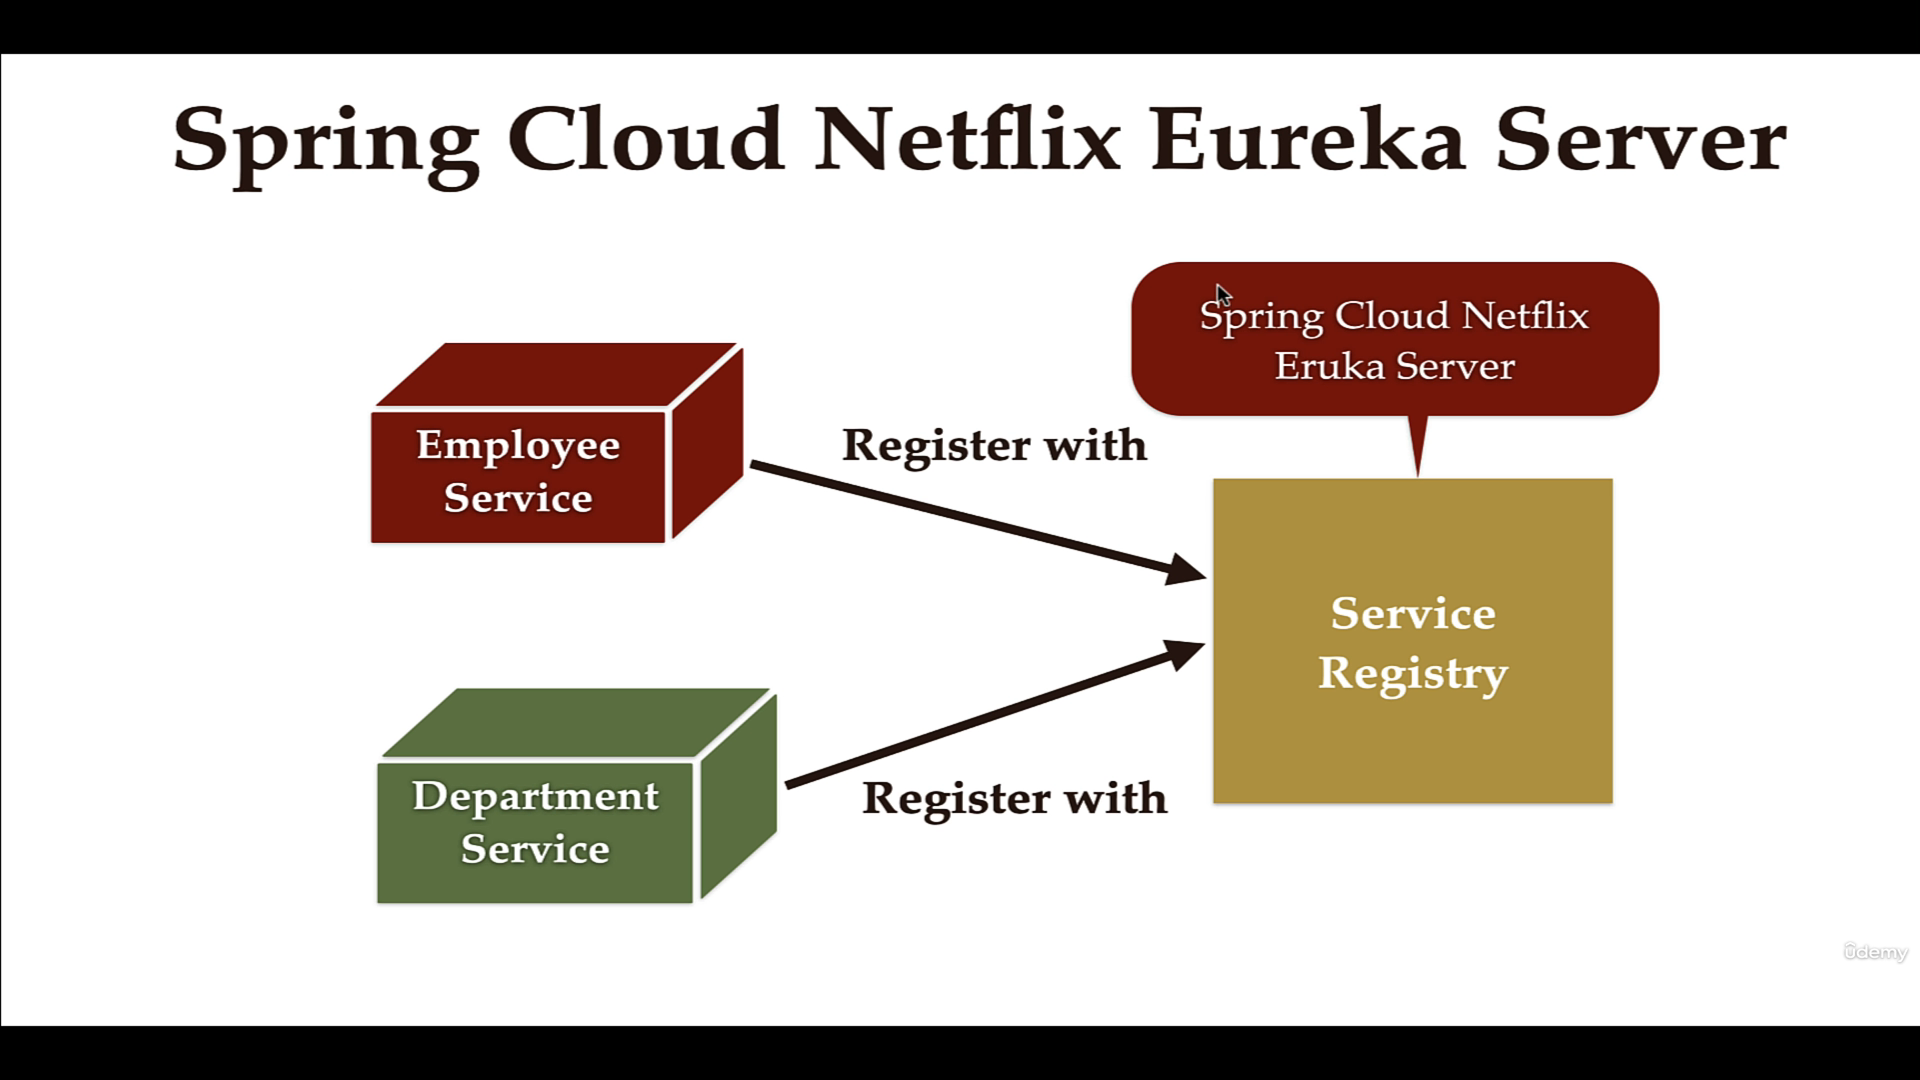 Spring Cloud Netflix Eureka Server
Spring Cloud Netflix
Eruka Server
Employee
Service
Register with
Service
Registry
Department
Service
Register with
ûdemy